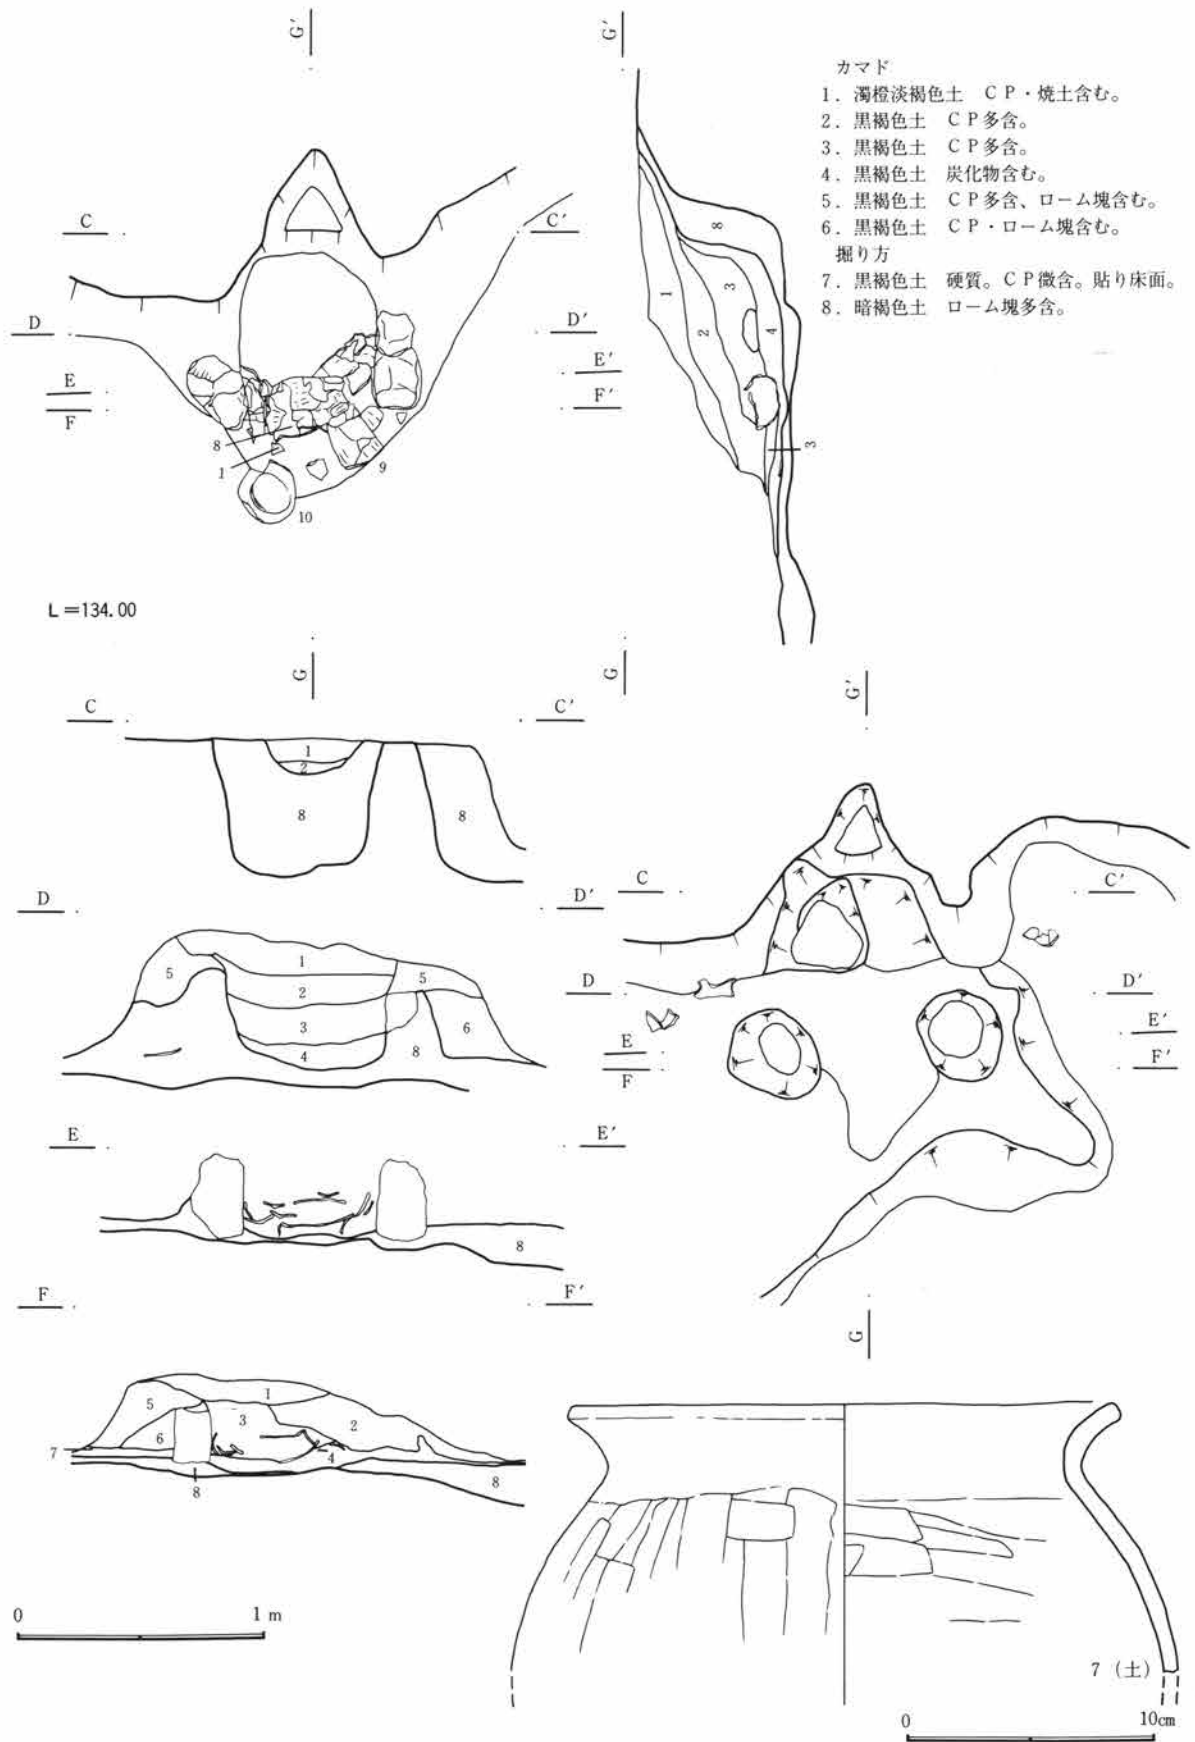 G′
G′
カマド
1．濁橙淡褐色土　ＣＰ・焼土含む。
2．黒褐色土　ＣＰ多含。
3．黒褐色土　ＣＰ多含。
4．黒褐色土　炭化物含む。
5．黒褐色土　ＣＰ多含、ローム塊含む。
6．黒褐色土　ＣＰ・ローム塊含む。
掘り方
7．黒褐色土　硬質。ＣＰ微含。貼り床面。
8．暗褐色土　ローム塊多含。
C
C′
D
D′
E
E′
F
F′
8
1
9
10
8
1
2
3
4
3
L＝134.00
G
G
G′
C
C′
1
2
8
8
D
D′
1
2
3
4
5
5
6
8
E
E′
8
F
F′
1
2
3
4
5
6
7
8
8
C
C′
D
D′
E
E′
F
F′
G
0
1 m
7（土）
0
10cm